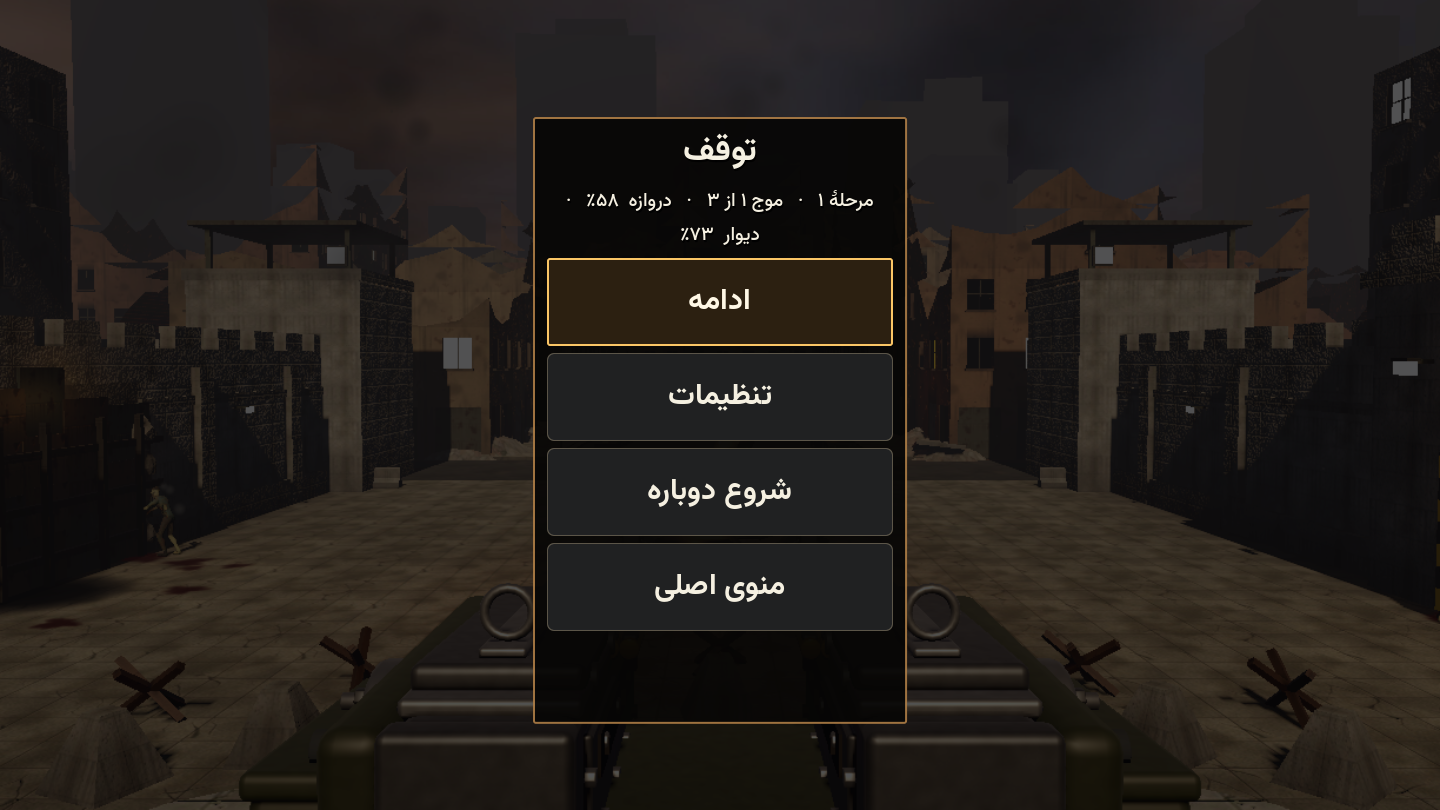 توقف
مرحلهٔ ۱ · موج ۱ از ۳ · دروازه ۵۸٪ ·
دیوار ۷۳٪
ادامه
تنظیمات
شروع دوباره
منوی اصلی